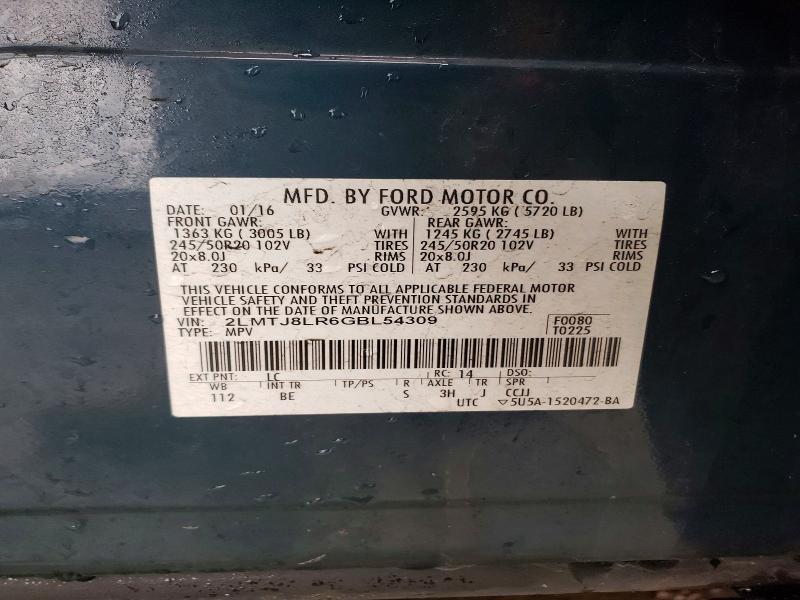 MFD. BY FORD MOTOR CO.
DATE: 01/16 GVWR: 2595 KG ( 5720 LB)
FRONT GAWR: REAR GAWR:
1363 KG ( 3005 LB) WITH 1245 KG ( 2745 LB) WITH
245/50R20 102V TIRES 245/50R20 102V TIRES
20x8.0J RIMS 20x8.0J RIMS
AT 230 kPa/ 33 PSI COLD AT 230 kPa/ 33 PSI COLD
THIS VEHICLE CONFORMS TO ALL APPLICABLE FEDERAL MOTOR
VEHICLE SAFETY AND THEFT PREVENTION STANDARDS IN
EFFECT ON THE DATE OF MANUFACTURE SHOWN ABOVE.
VIN: 2LMTJ8LR6GBL54309 F0080
TYPE: MPV T0225
EXT PNT: LC RC: 14 DSO:
WB INT TR TP/PS R AXLE TR SPR
112 BE S 3H J CCJJ
UTC ▽5U5A-1520472-BA